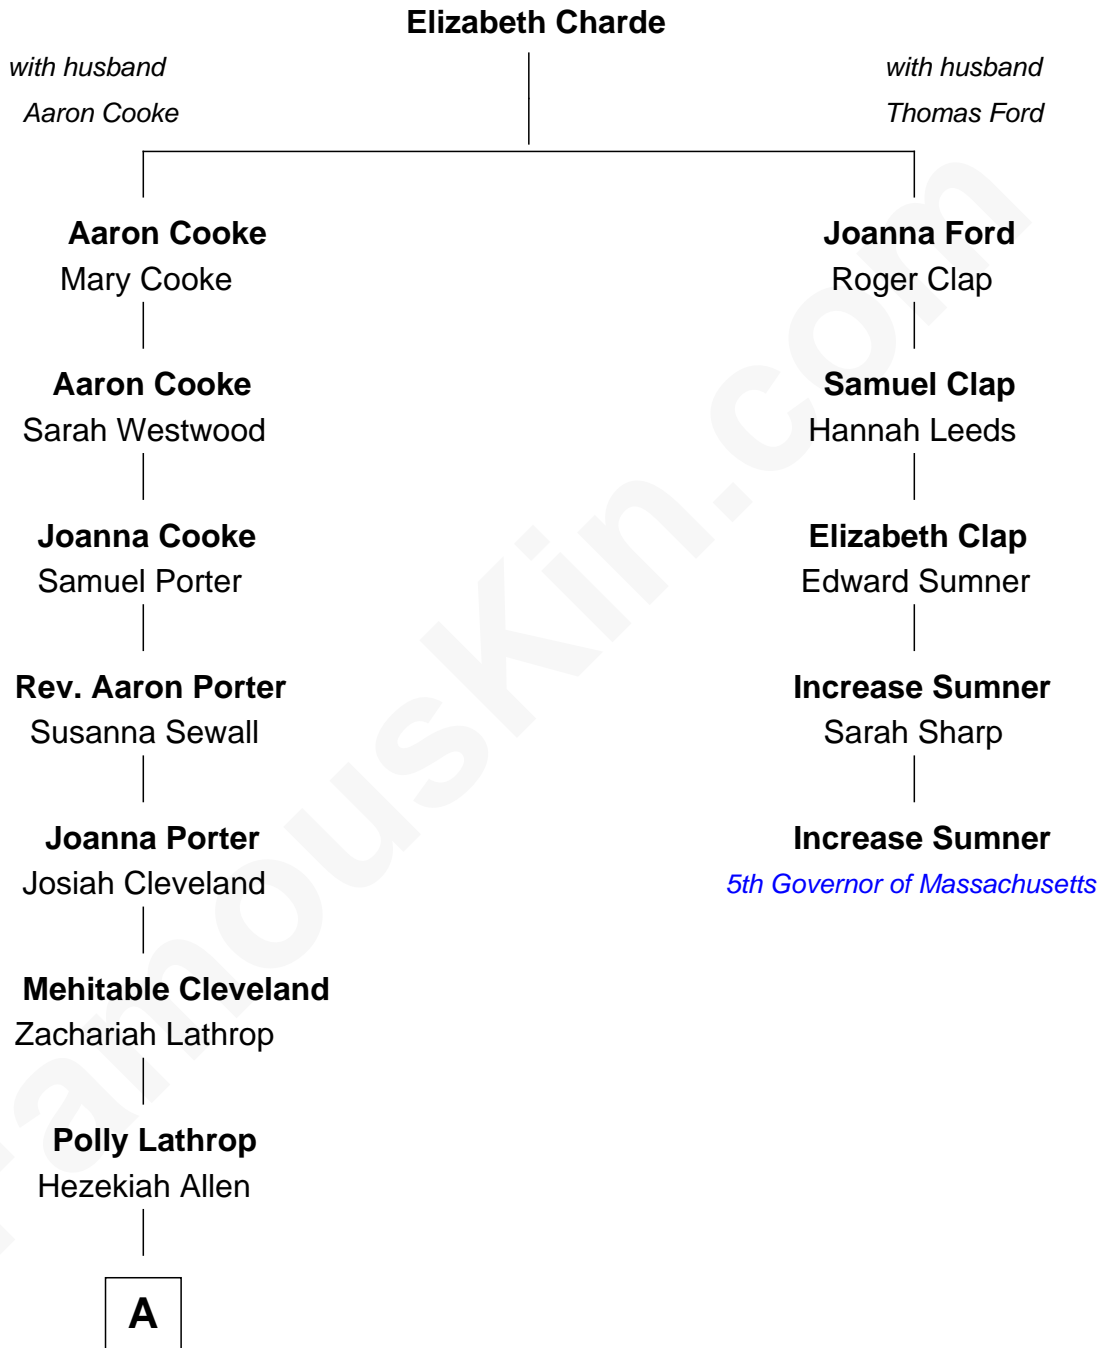 Elizabeth Charde
with husband
Aaron Cooke
with husband
Thomas Ford
Aaron Cooke
Mary Cooke
Joanna Ford
Roger Clap
Aaron Cooke
Sarah Westwood
Samuel Clap
Hannah Leeds
Joanna Cooke
Samuel Porter
Elizabeth Clap
Edward Sumner
Rev. Aaron Porter
Susanna Sewall
Increase Sumner
Sarah Sharp
Joanna Porter
Josiah Cleveland
Increase Sumner
5th Governor of Massachusetts
Mehitable Cleveland
Zachariah Lathrop
Polly Lathrop
Hezekiah Allen
A
FamousKin.com